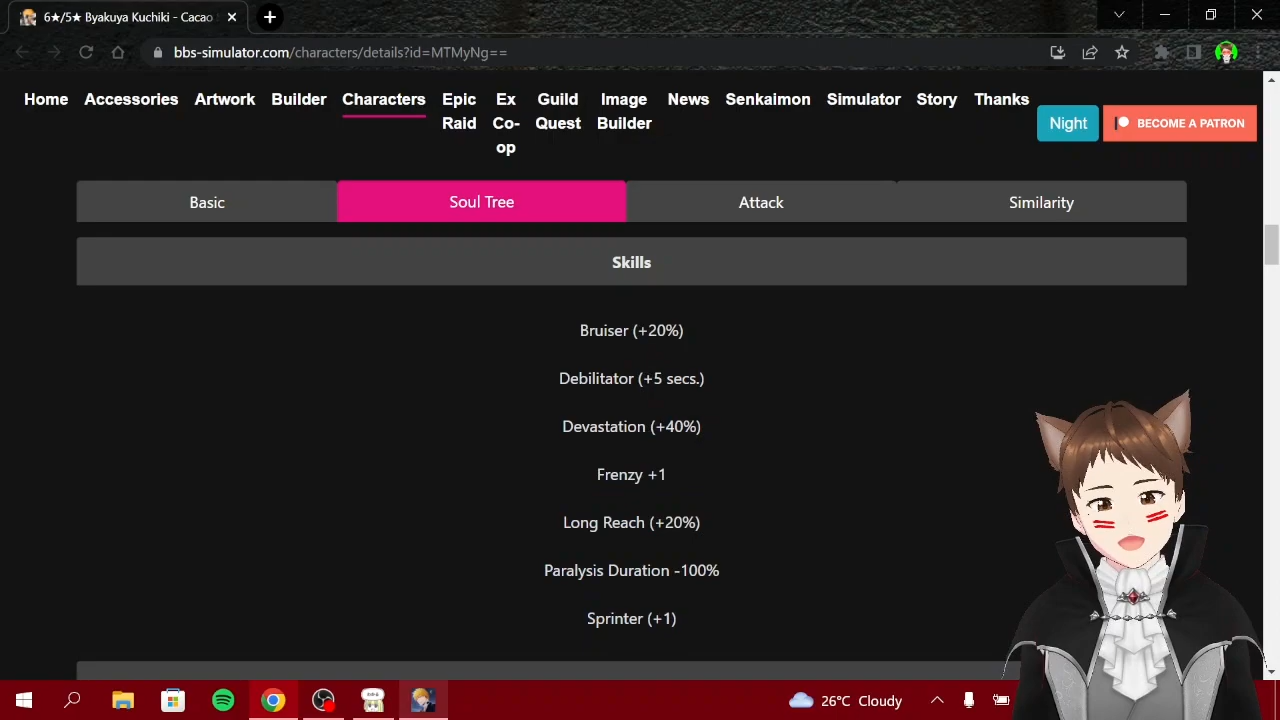 6★/5★ Byakuya Kuchiki - Cacao
bbs-simulator.com/characters/details?id=MTMyNg==
Home
Accessories
Artwork
Builder
Characters
Epic
Raid
Ex
Co-
op
Guild
Quest
Image
Builder
News
Senkaimon
Simulator
Story
Thanks
Night
BECOME A PATRON
Basic
Soul Tree
Attack
Similarity
Skills
Bruiser (+20%)
Debilitator (+5 secs.)
Devastation (+40%)
Frenzy +1
Long Reach (+20%)
Paralysis Duration -100%
Sprinter (+1)
26°C Cloudy